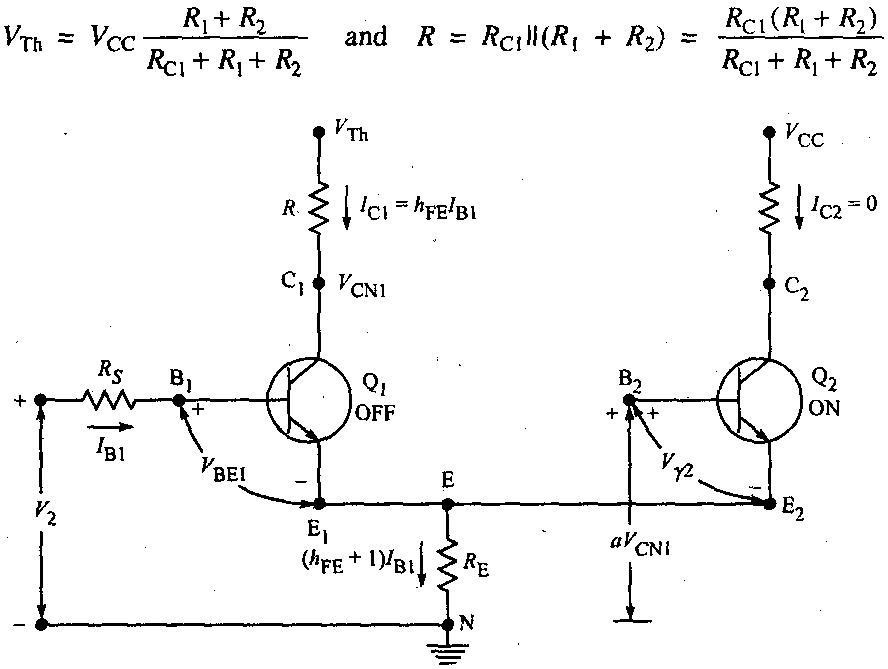 V_Th = V_CC (R_1 + R_2) / (R_C1 + R_1 + R_2) and R = R_C1||(R_1 + R_2) = R_C1(R_1 + R_2) / (R_C1 + R_1 + R_2)
V_Th
V_CC
R
I_C1 = h_FE I_B1
I_C2 = 0
C_1
V_CN1
C_2
R_S
B_1
Q_1
OFF
B_2
Q_2
ON
+
+
+ +
I_B1
V_BE1
−
E
V_γ2
−
V_2
E_1
E_2
(h_FE + 1)I_B1
R_E
aV_CN1
−
N